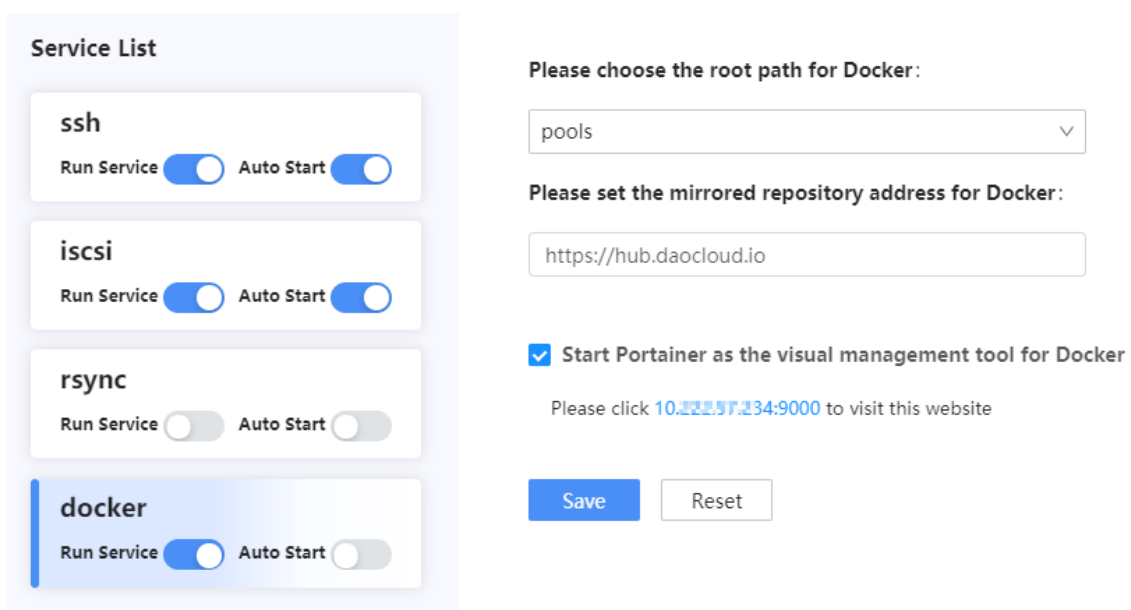 Service List
ssh
Run Service Auto Start
iscsi
Run Service Auto Start
rsync
Run Service Auto Start
docker
Run Service Auto Start
Please choose the root path for Docker:
pools
Please set the mirrored repository address for Docker:
https://hub.daocloud.io
Start Portainer as the visual management tool for Docker
Please click to visit this website
Save Reset